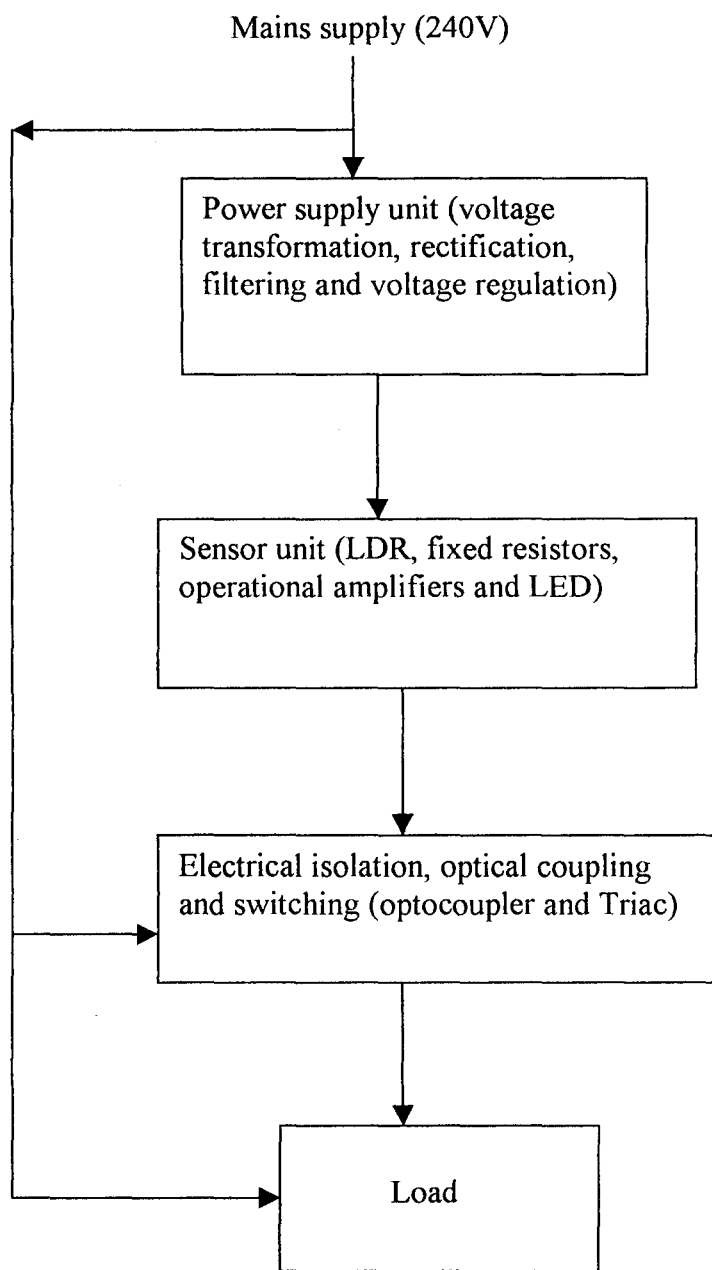 Mains supply (240V)
Power supply unit (voltage
transformation, rectification,
filtering and voltage regulation)
Sensor unit (LDR, fixed resistors,
operational amplifiers and LED)
Electrical isolation, optical coupling
and switching (optocoupler and Triac)
Load